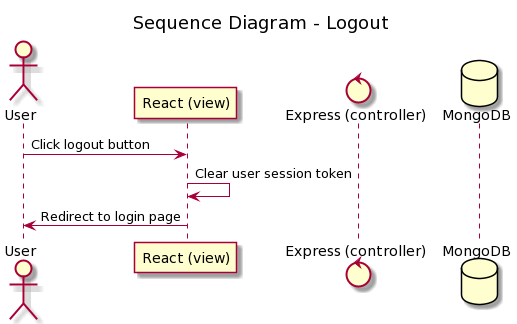 Sequence Diagram - Logout
User
React (view)
Express (controller)
MongoDB
Click logout button
Clear user session token
Redirect to login page
User
React (view)
Express (controller)
MongoDB